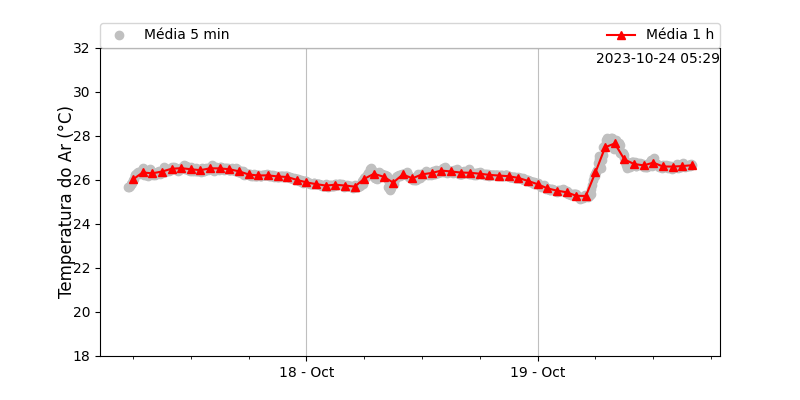 Média 5 min
Média 1 h
2023-10-24 05:29
Temperatura do Ar (°C)
32
30
28
26
24
22
20
18
18 - Oct
19 - Oct